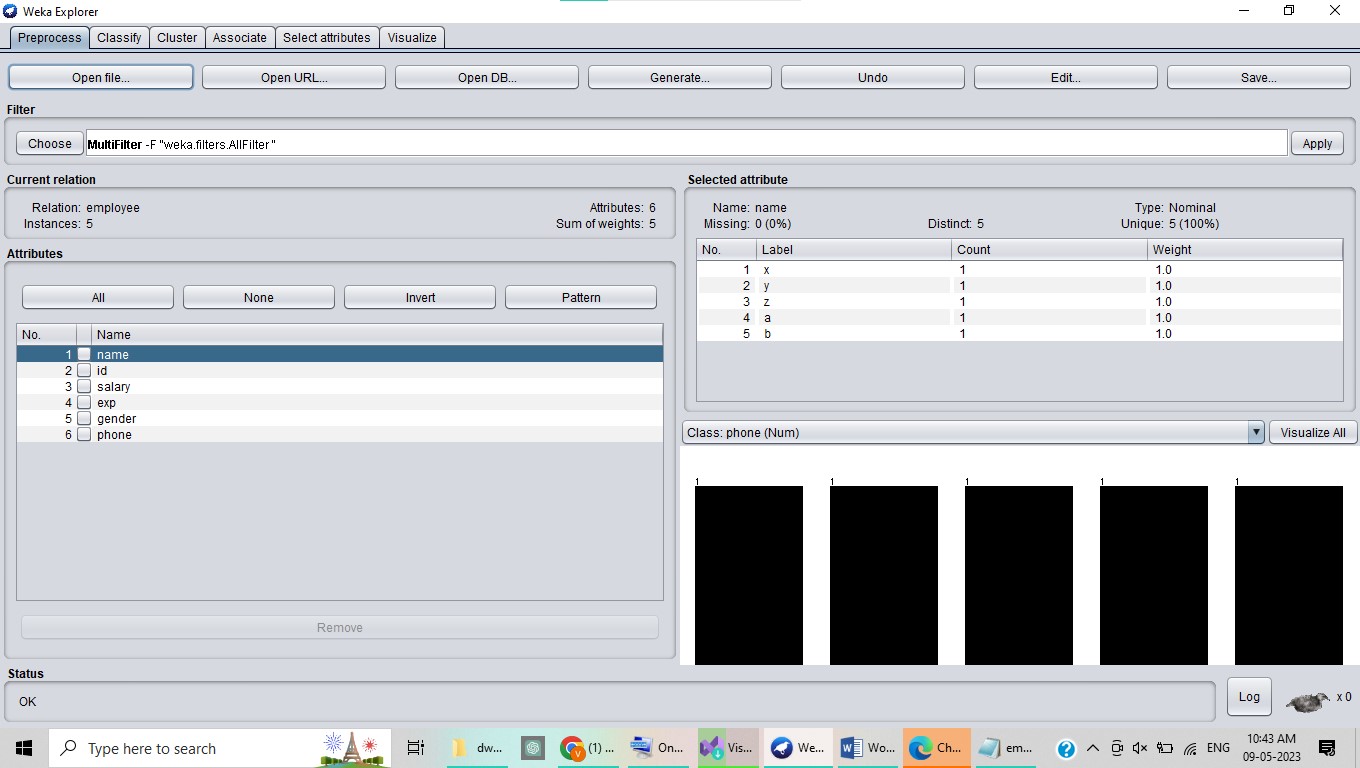 Weka Explorer
Preprocess Classify Cluster Associate Select attributes Visualize
Open file... Open URL... Open DB... Generate... Undo Edit... Save...
Filter
Choose MultiFilter -F "weka.filters.AllFilter " Apply
Current relation
Relation: employee Attributes: 6
Instances: 5 Sum of weights: 5
Attributes
All None Invert Pattern
No. Name
1 name
2 id
3 salary
4 exp
5 gender
6 phone
Remove
Selected attribute
Name: name Type: Nominal
Missing: 0 (0%) Distinct: 5 Unique: 5 (100%)
No. Label Count Weight
1 x 1 1.0
2 y 1 1.0
3 z 1 1.0
4 a 1 1.0
5 b 1 1.0
Class: phone (Num) Visualize All
1 1 1 1 1
Status
OK
Log x 0
Type here to search dw... (1) ... On... Vis... We... Wo... Ch... em... ENG 10:43 AM
09-05-2023